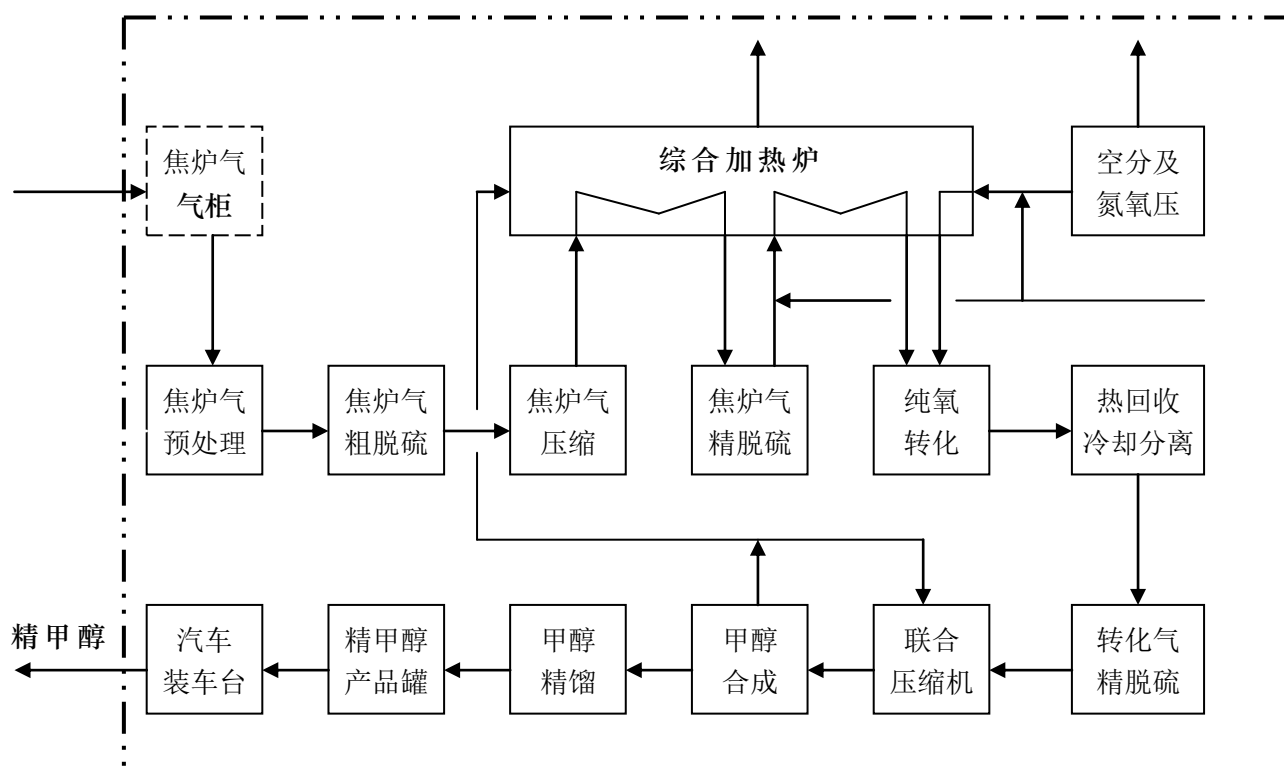 焦炉气
气柜
综合加热炉
空分及
氮氧压
焦炉气
预处理
焦炉气
粗脱硫
焦炉气
压缩
焦炉气
精脱硫
纯氧
转化
热回收
冷却分离
精甲醇
汽车
装车台
精甲醇
产品罐
甲醇
精馏
甲醇
合成
联合
压缩机
转化气
精脱硫